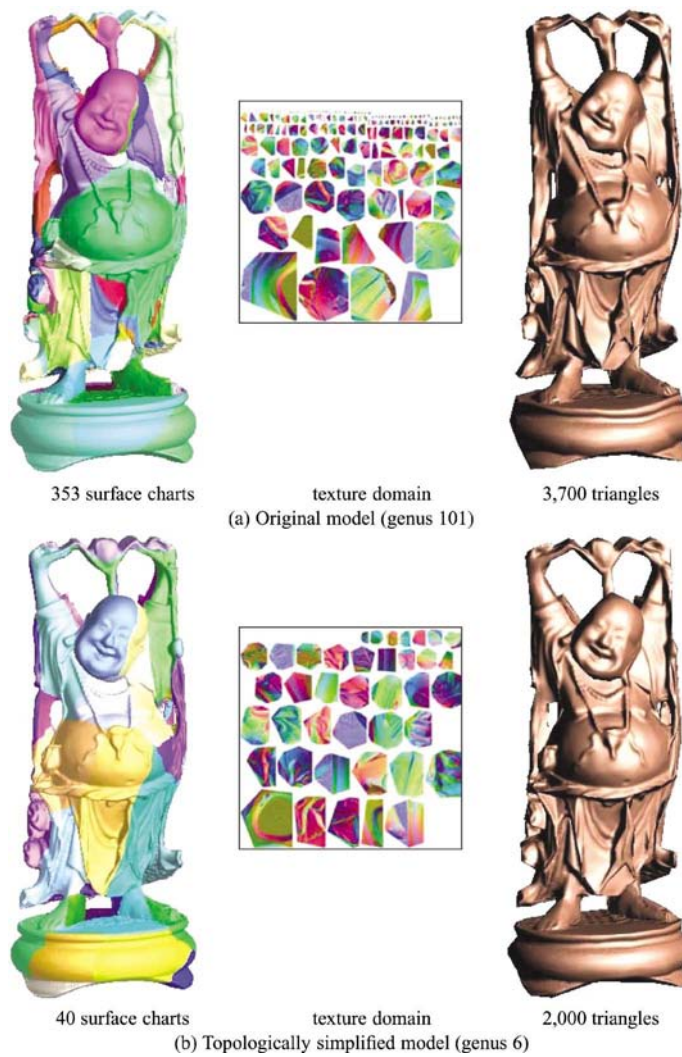 353 surface charts texture domain 3,700 triangles
(a) Original model (genus 101)
40 surface charts texture domain 2,000 triangles
(b) Topologically simplified model (genus 6)